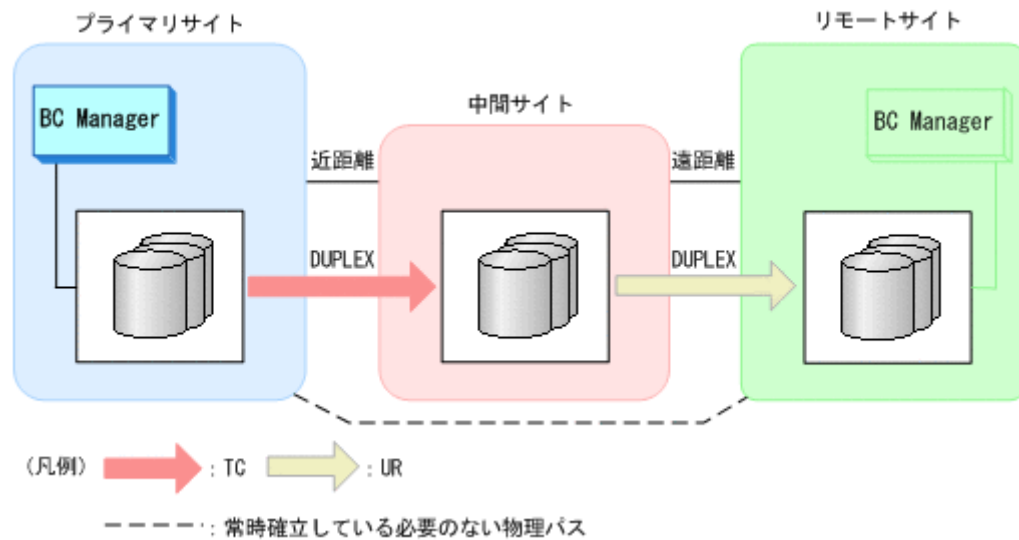 プライマリサイト
リモートサイト
中間サイト
BC Manager
BC Manager
近距離
遠距離
DUPLEX
DUPLEX
(凡例)
: TC
: UR
: 常時確立している必要のない物理パス